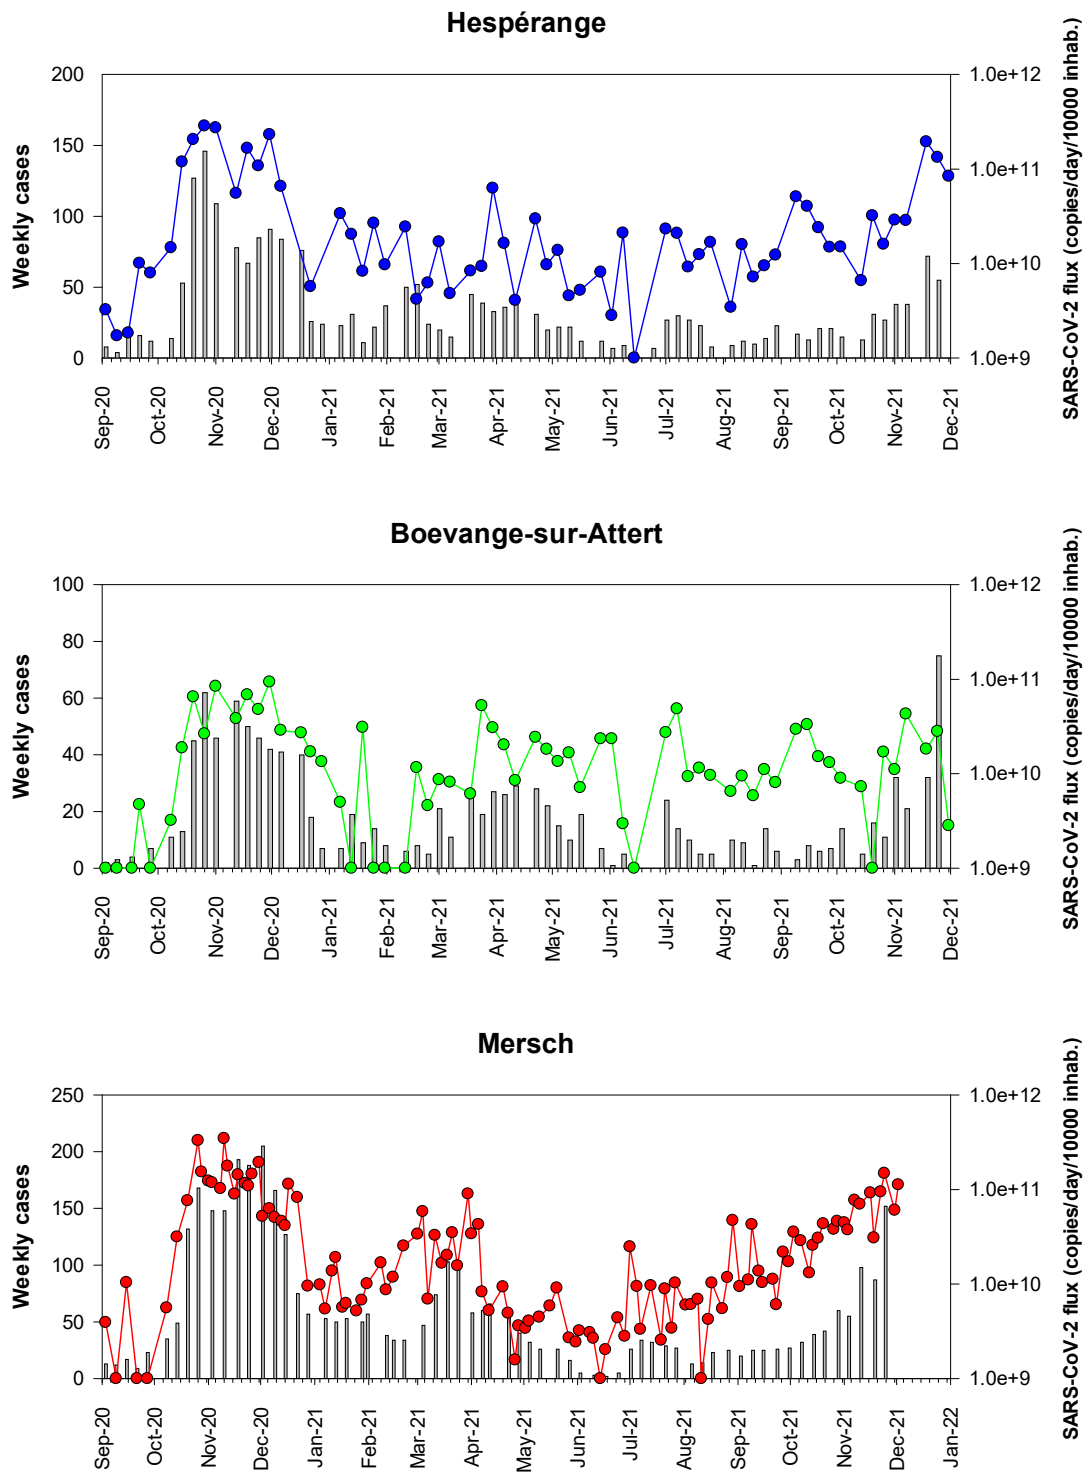 Hespérange
Weekly cases
200
150
100
50
0
1.0e+12
1.0e+11
1.0e+10
1.0e+9
SARS-CoV-2 flux (copies/day/10000 inhab.)
Sep-20
Oct-20
Nov-20
Dec-20
Jan-21
Feb-21
Mar-21
Apr-21
May-21
Jun-21
Jul-21
Aug-21
Sep-21
Oct-21
Nov-21
Dec-21
Boevange-sur-Attert
Weekly cases
100
80
60
40
20
0
1.0e+12
1.0e+11
1.0e+10
1.0e+9
SARS-CoV-2 flux (copies/day/10000 inhab.)
Sep-20
Oct-20
Nov-20
Dec-20
Jan-21
Feb-21
Mar-21
Apr-21
May-21
Jun-21
Jul-21
Aug-21
Sep-21
Oct-21
Nov-21
Dec-21
Mersch
Weekly cases
250
200
150
100
50
0
1.0e+12
1.0e+11
1.0e+10
1.0e+9
SARS-CoV-2 flux (copies/day/10000 inhab.)
Sep-20
Oct-20
Nov-20
Dec-20
Jan-21
Feb-21
Mar-21
Apr-21
May-21
Jun-21
Jul-21
Aug-21
Sep-21
Oct-21
Nov-21
Dec-21
Jan-22